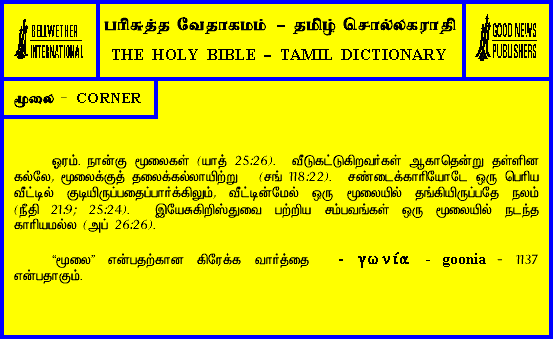 BELLWETHER
INTERNATIONAL
பரிசுத்த வேதாகமம் – தமிழ் சொல்லகராதி
THE HOLY BIBLE – TAMIL DICTIONARY
GOOD NEWS
PUBLISHERS
மூலை - CORNER
ஓரம். நான்கு மூலைகள் (யாத் 25:26). வீடுகட்டுகிறவர்கள் ஆகாதென்று தள்ளின
கல்லே, மூலைக்குத் தலைக்கல்லாயிற்று (சங் 118:22). சண்டைக்காரியோடே ஒரு பெரிய
வீட்டில் குடியிருப்பதைப்பார்க்கிலும், வீட்டின்மேல் ஒரு மூலையில் தங்கியிருப்பதே நலம்
(நீதி 21:9; 25:24). இயேசுகிறிஸ்துவை பற்றிய சம்பவங்கள் ஒரு மூலையில் நடந்த
காரியமல்ல (அப் 26:26).
“மூலை” என்பதற்கான கிரேக்க வார்த்தை - γωνία - goonia - 1137
என்பதாகும்.